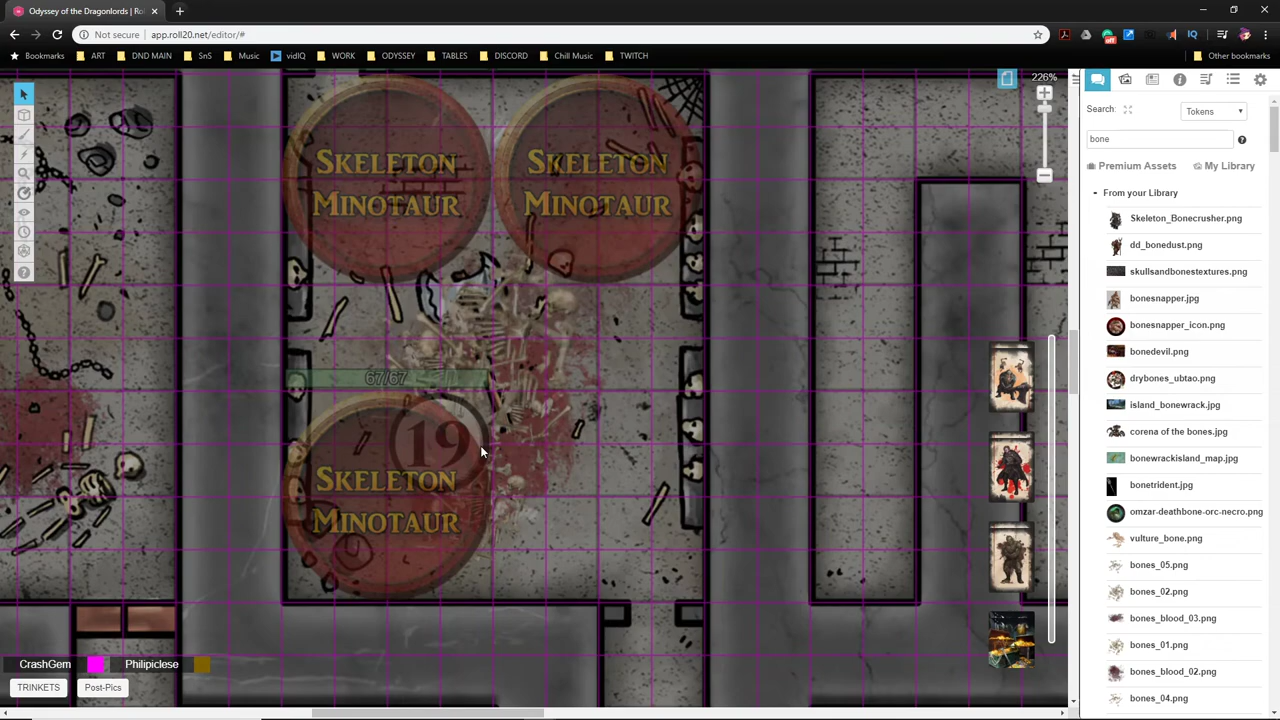 Odyssey of the Dragonlords | Rol
Not secure | app.roll20.net/editor/#
off
IQ
Bookmarks ART DND MAIN SnS Music vidIQ WORK ODYSSEY TABLES DISCORD Chill Music TWITCH Other bookmarks
226%
Search: Tokens
bone
Premium Assets My Library
From your Library
Skeleton_Bonecrusher.png
dd_bonedust.png
skullsandbonestextures.png
bonesnapper.jpg
bonesnapper_icon.png
bonedevil.png
drybones_ubtao.png
island_bonewrack.jpg
corena of the bones.jpg
bonewrackisland_map.jpg
bonetrident.jpg
omzar-deathbone-orc-necro.png
vulture_bone.png
bones_05.png
bones_02.png
bones_blood_03.png
bones_01.png
bones_blood_02.png
bones_04.png
SKELETON
MINOTAUR
SKELETON
MINOTAUR
67/67
19
SKELETON
MINOTAUR
CrashGem Philipiclese
TRINKETS Post-Pics